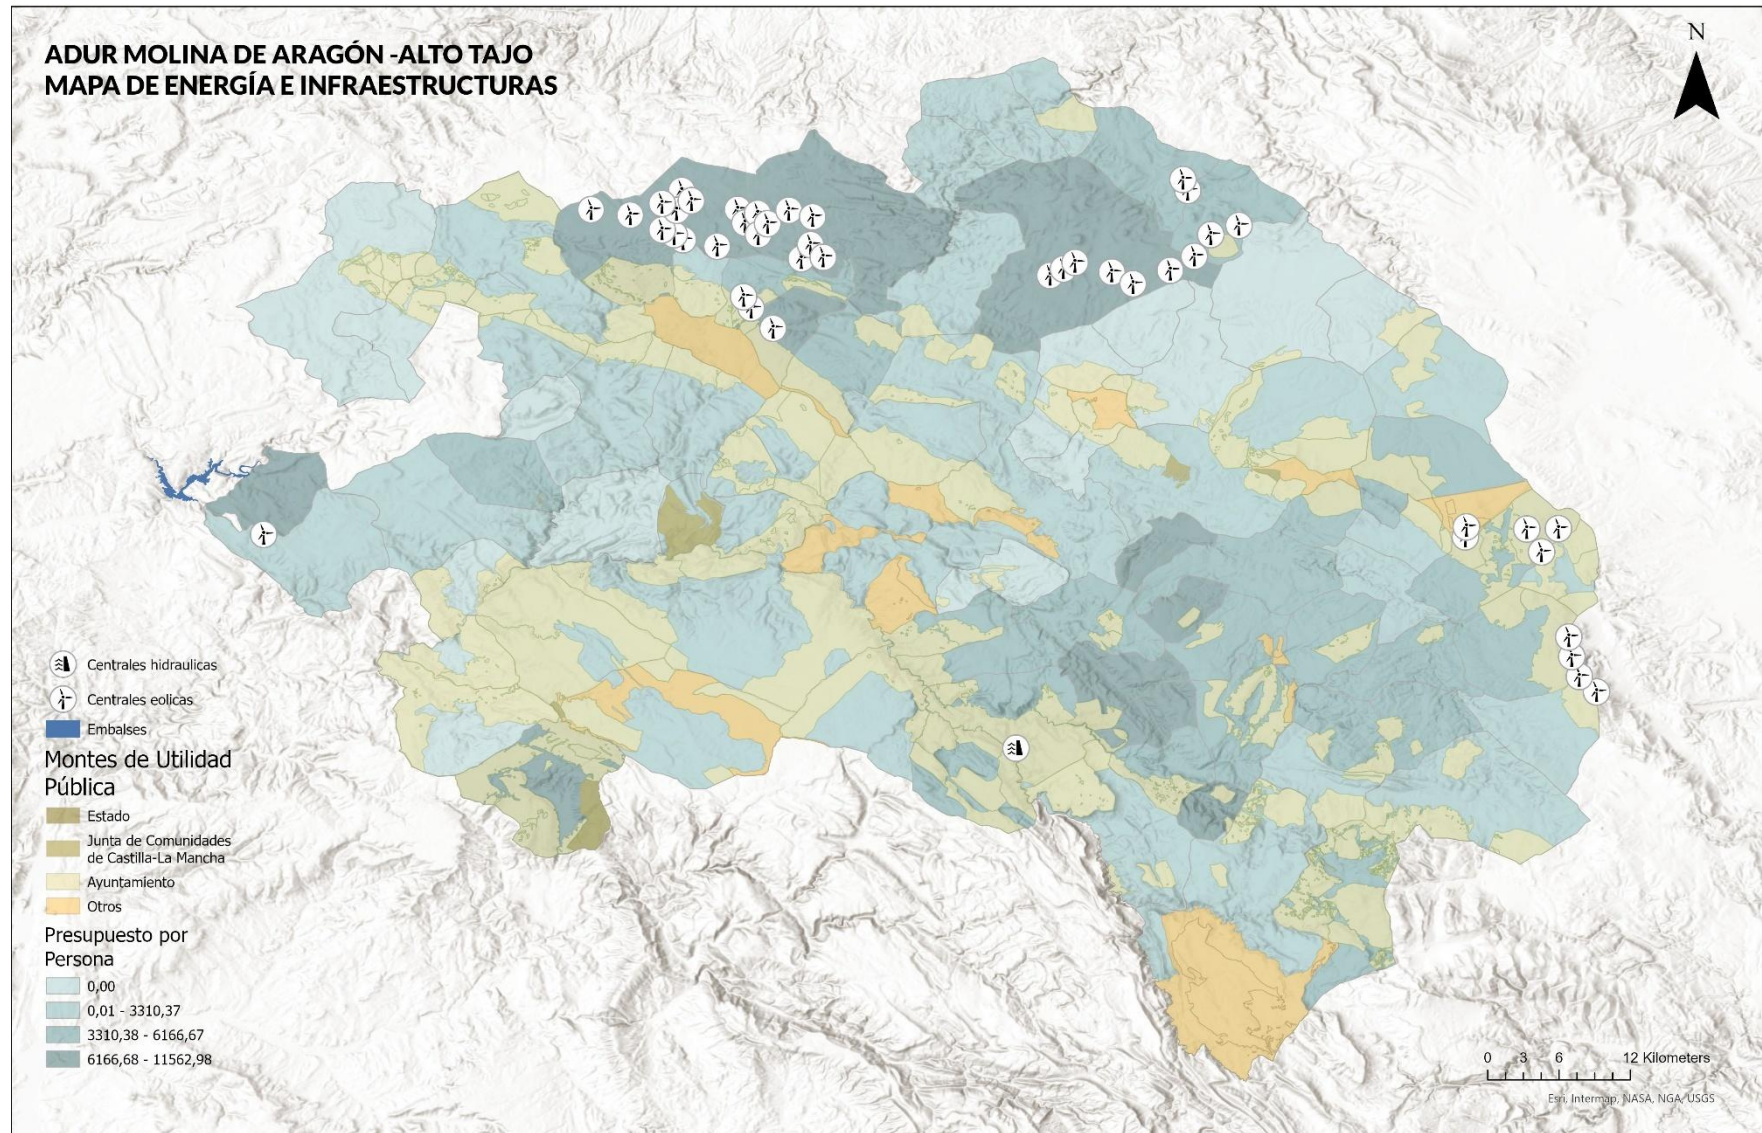 ADUR MOLINA DE ARAGÓN -ALTO TAJO
MAPA DE ENERGÍA E INFRAESTRUCTURAS
N
Centrales hidraulicas
Centrales eolicas
Embalses
Montes de Utilidad
Pública
Estado
Junta de Comunidades
de Castilla-La Mancha
Ayuntamiento
Otros
Presupuesto por
Persona
0,00
0,01 - 3310,37
3310,38 - 6166,67
6166,68 - 11562,98
0 3 6 12 Kilometers
Esri, Intermap, NASA, NGA, USGS